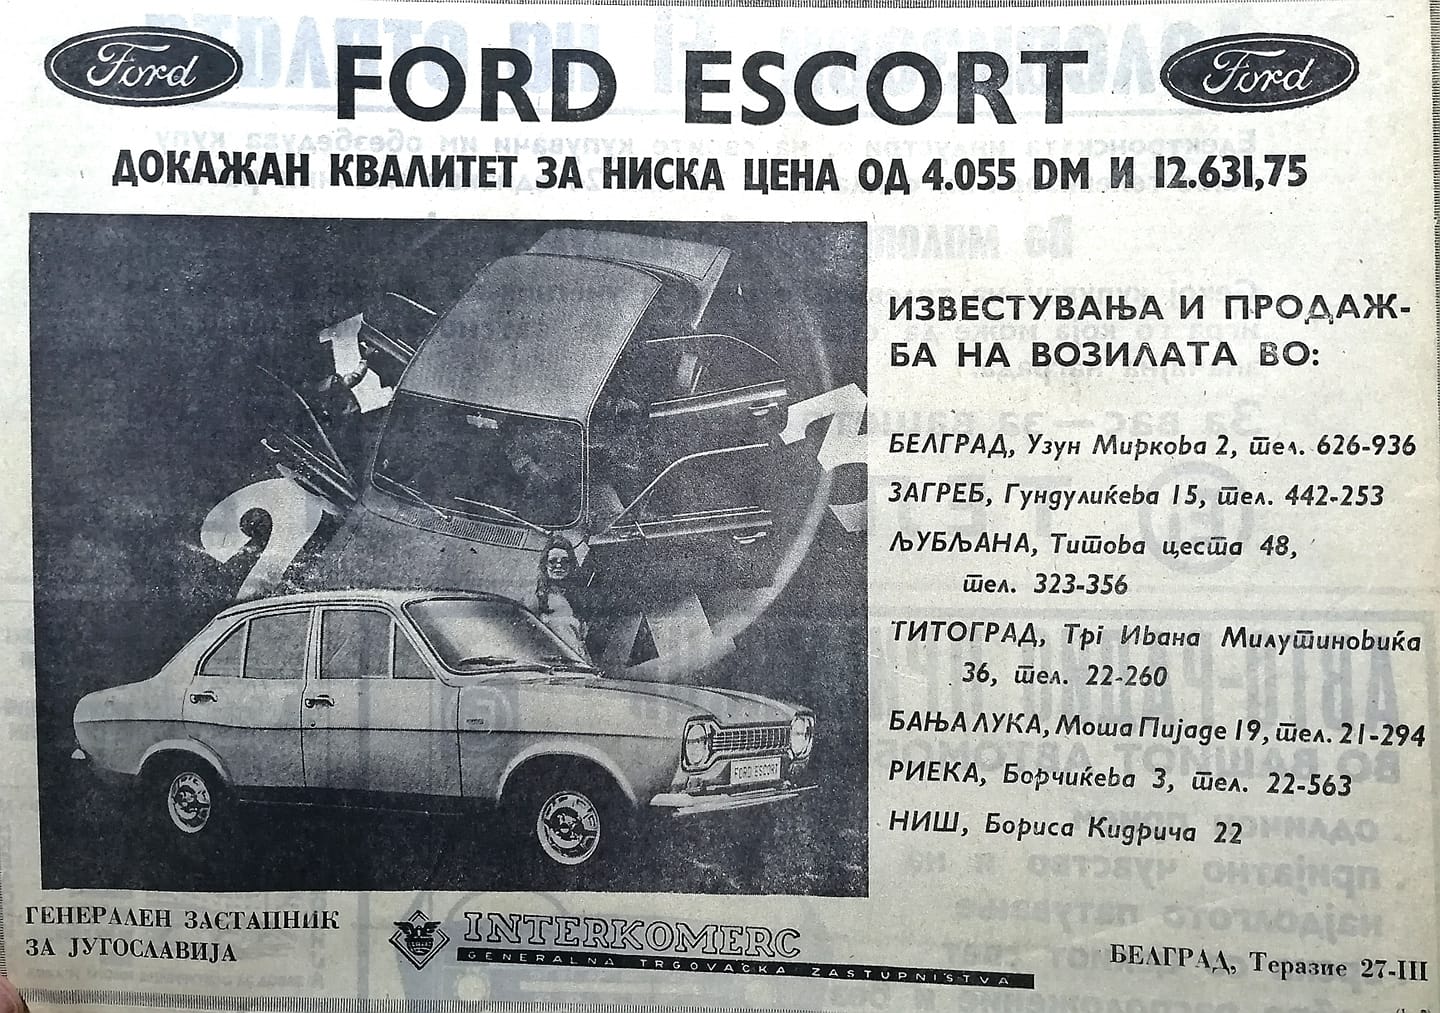 Ford FORD ESCORT Ford
ДОКАЖАН КВАЛИТЕТ ЗА НИСКА ЦЕНА ОД 4.055 DM И 12.631,75
ИЗВЕСТУВАЊА И ПРОДАЖ-
БА НА ВОЗИЛАТА ВО:
БЕЛГРАД, Узун Миркова 2, тел. 626-936
ЗАГРЕБ, Гундулиќева 15, тел. 442-253
ЉУБЉАНА, Титова цеста 48,
тел. 323-356
ТИТОГРАД, Трі Ивана Милутиновиќа
36, тел. 22-260
БАЊА ЛУКА, Моша Пијаде 19, тел. 21-294
РИЕКА, Борчиќева 3, тел. 22-563
НИШ, Бориса Кидрича 22
FORD ESCORT
ГЕНЕРАЛЕН ЗАСТАПНИК
ЗА ЈУГОСЛАВИЈА
INTERKOMERC
GENERALNA TRGOVAČKA ZASTUPNIŠTVA
БЕЛГРАД, Теразие 27-III